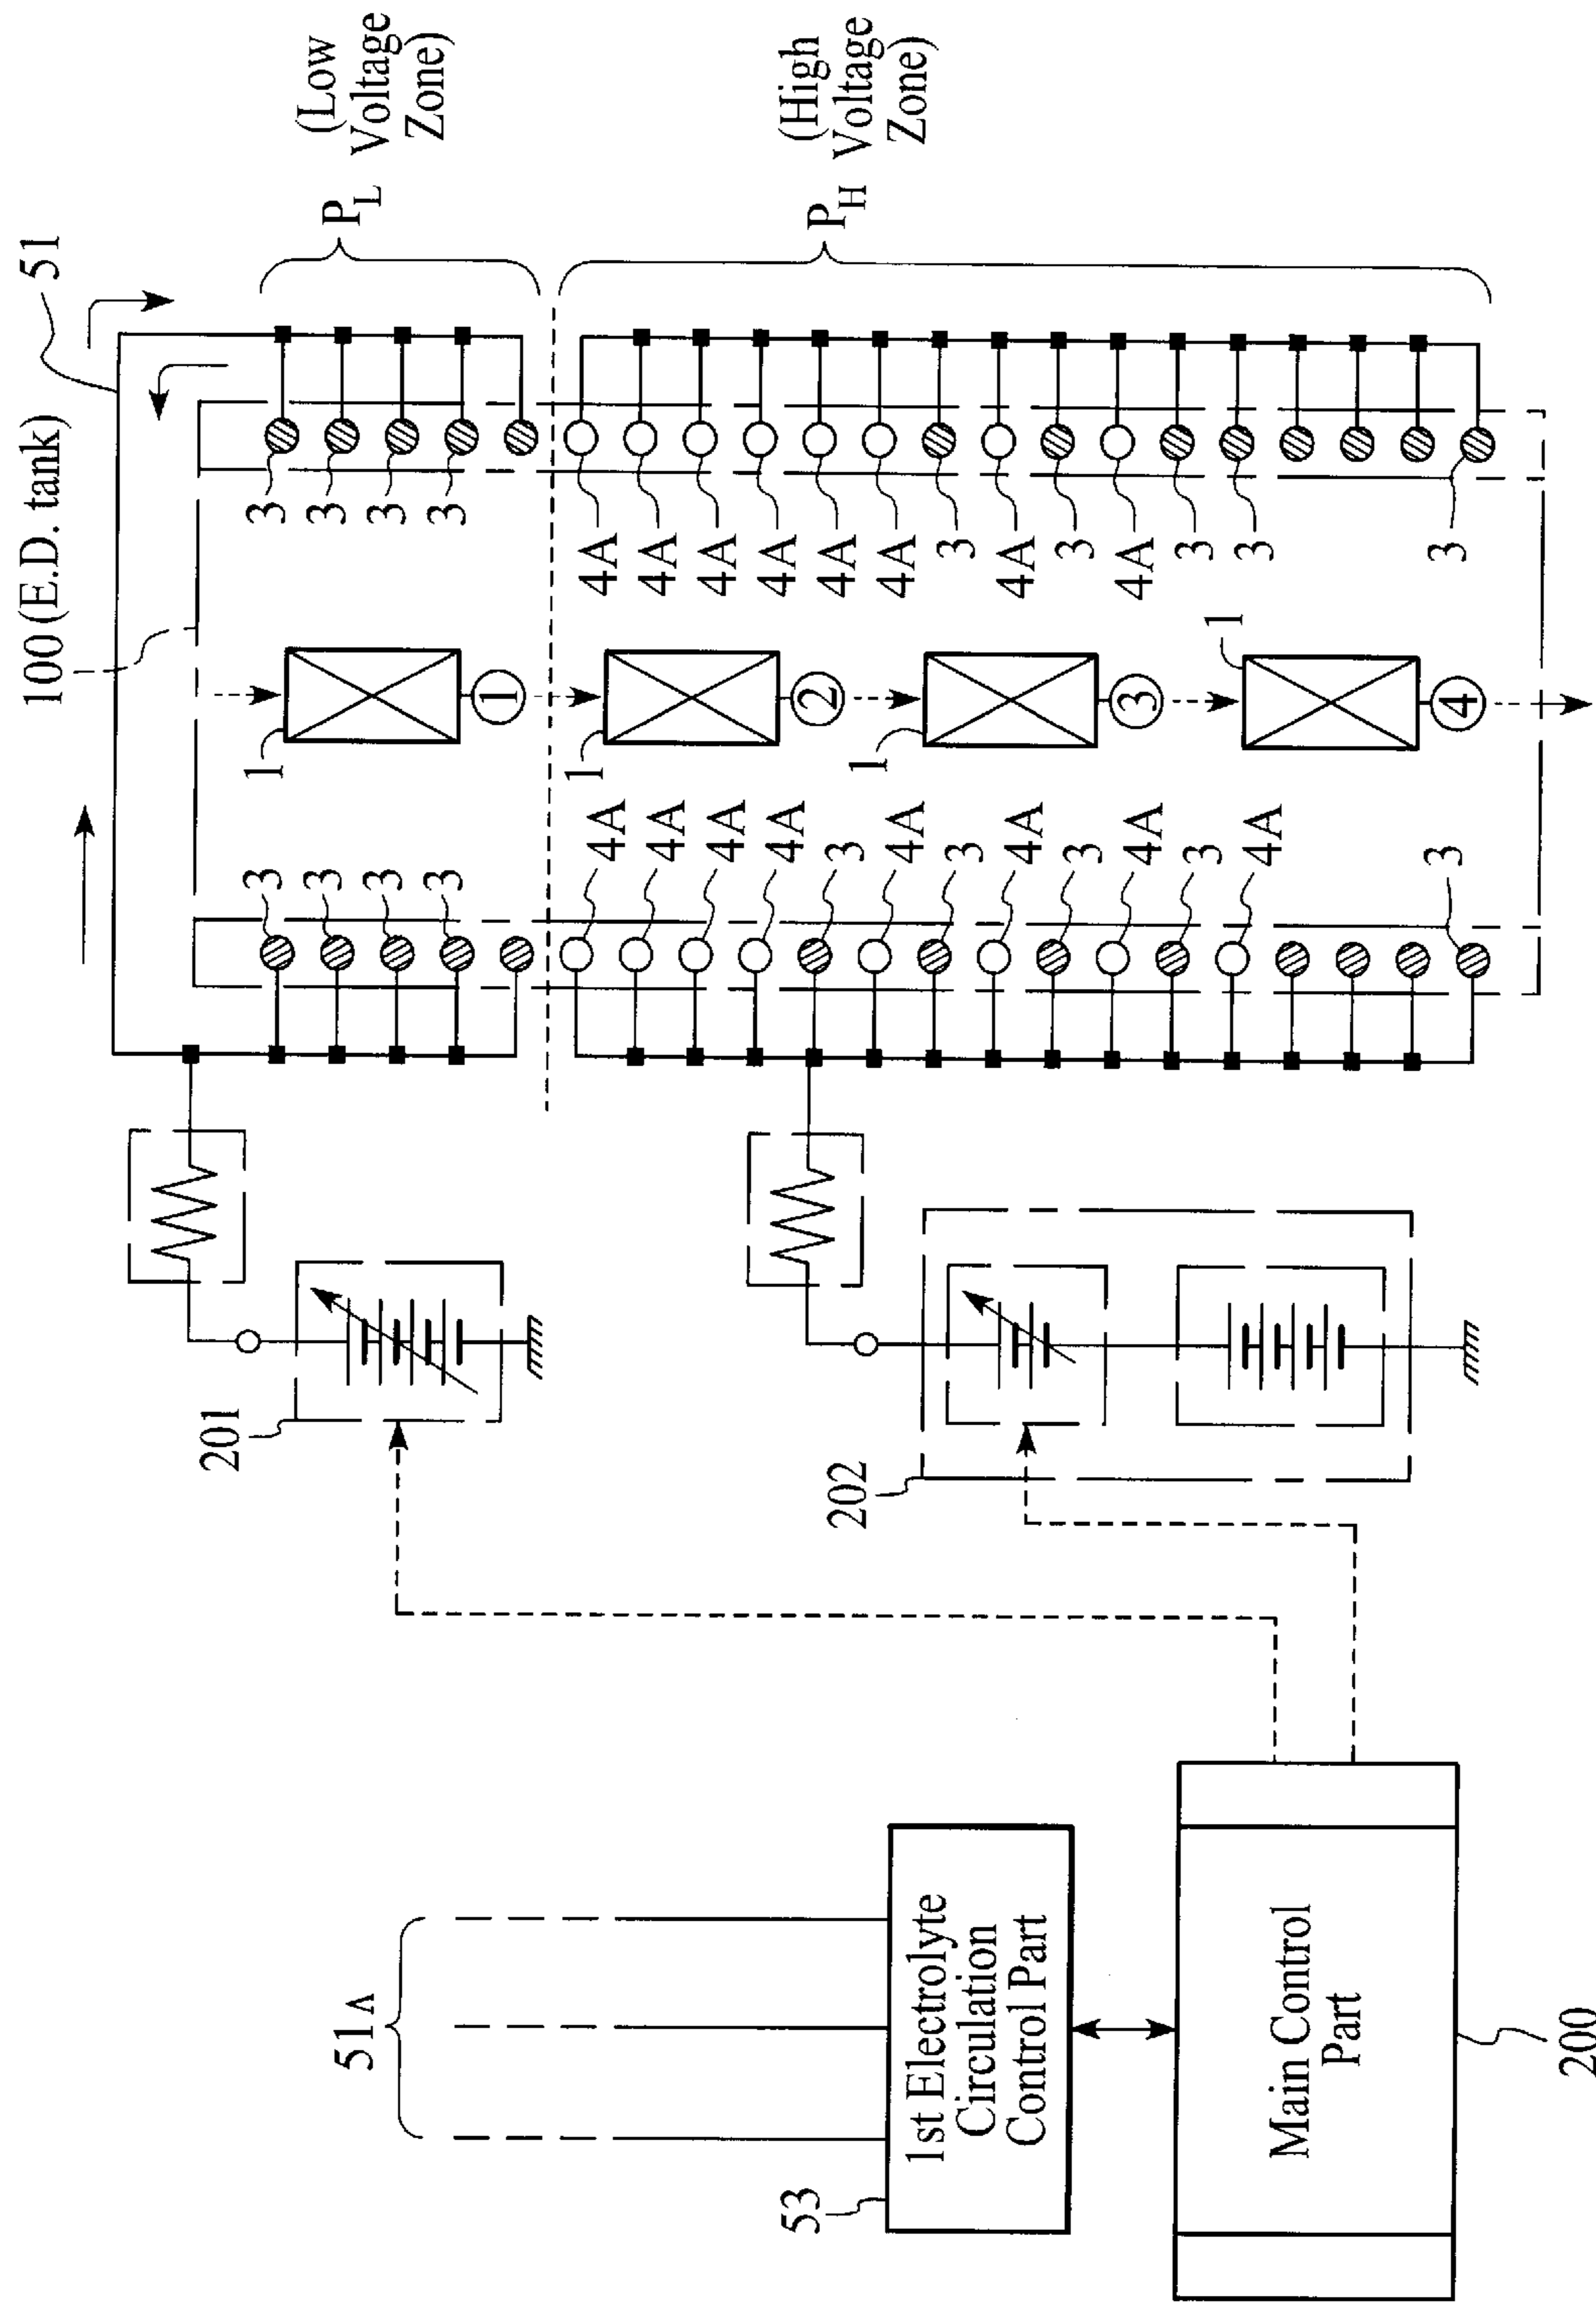 100 (E.D. tank)
51
P_L
(Low
Voltage
Zone)
P_H
(High
Voltage
Zone)
3
3
3
3
4A
4A
4A
4A
4A
4A
3
4A
3
4A
3
3
3
1
1
1
1
①
②
③
④
3
3
3
3
4A
4A
4A
4A
3
4A
3
4A
3
4A
3
4A
3
201
202
51A
53
1st Electrolyte
Circulation
Control Part
Main Control
Part
200